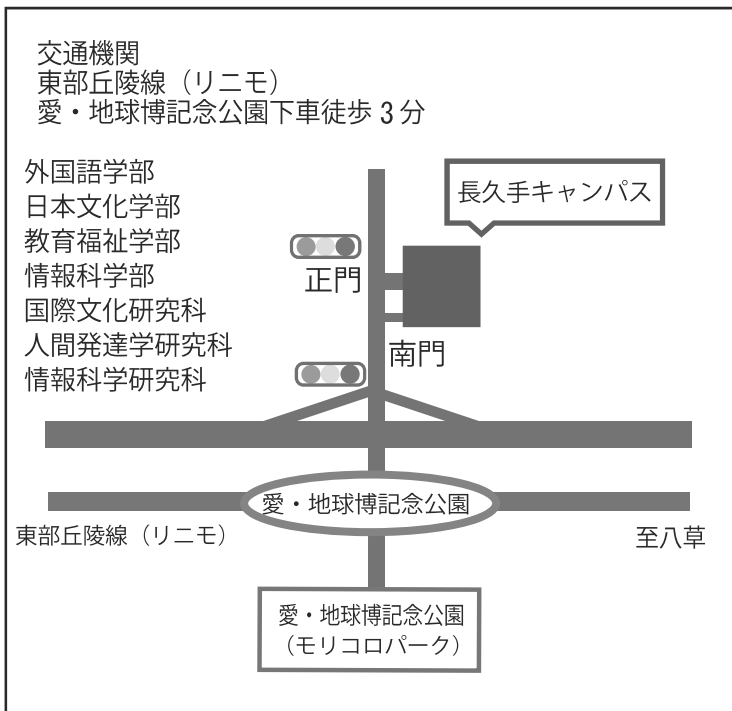 交通機関
東部丘陵線（リニモ）
愛・地球博記念公園下車徒歩 3 分
外国語学部
日本文化学部
教育福祉学部
情報科学部
国際文化研究科
人間発達学研究科
情報科学研究科
長久手キャンパス
正門
南門
愛・地球博記念公園
東部丘陵線（リニモ）
至八草
愛・地球博記念公園
（モリコロパーク）